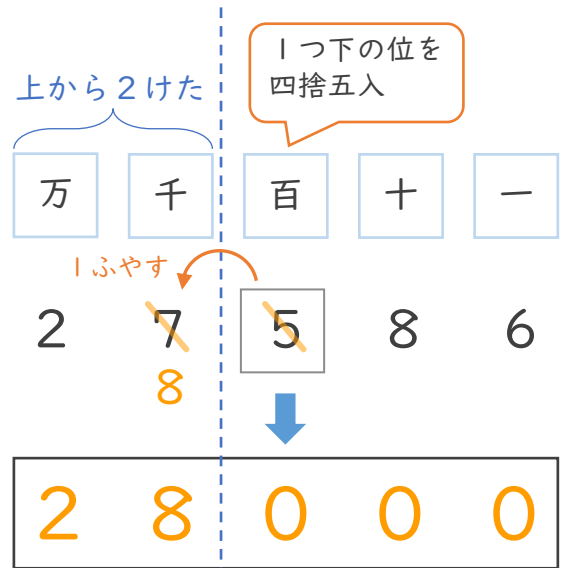 1つ下の位を
四捨五入
上から2けた
万 千 百 十 一
1ふやす
2 7 5 8 6
8
2 8 0 0 0